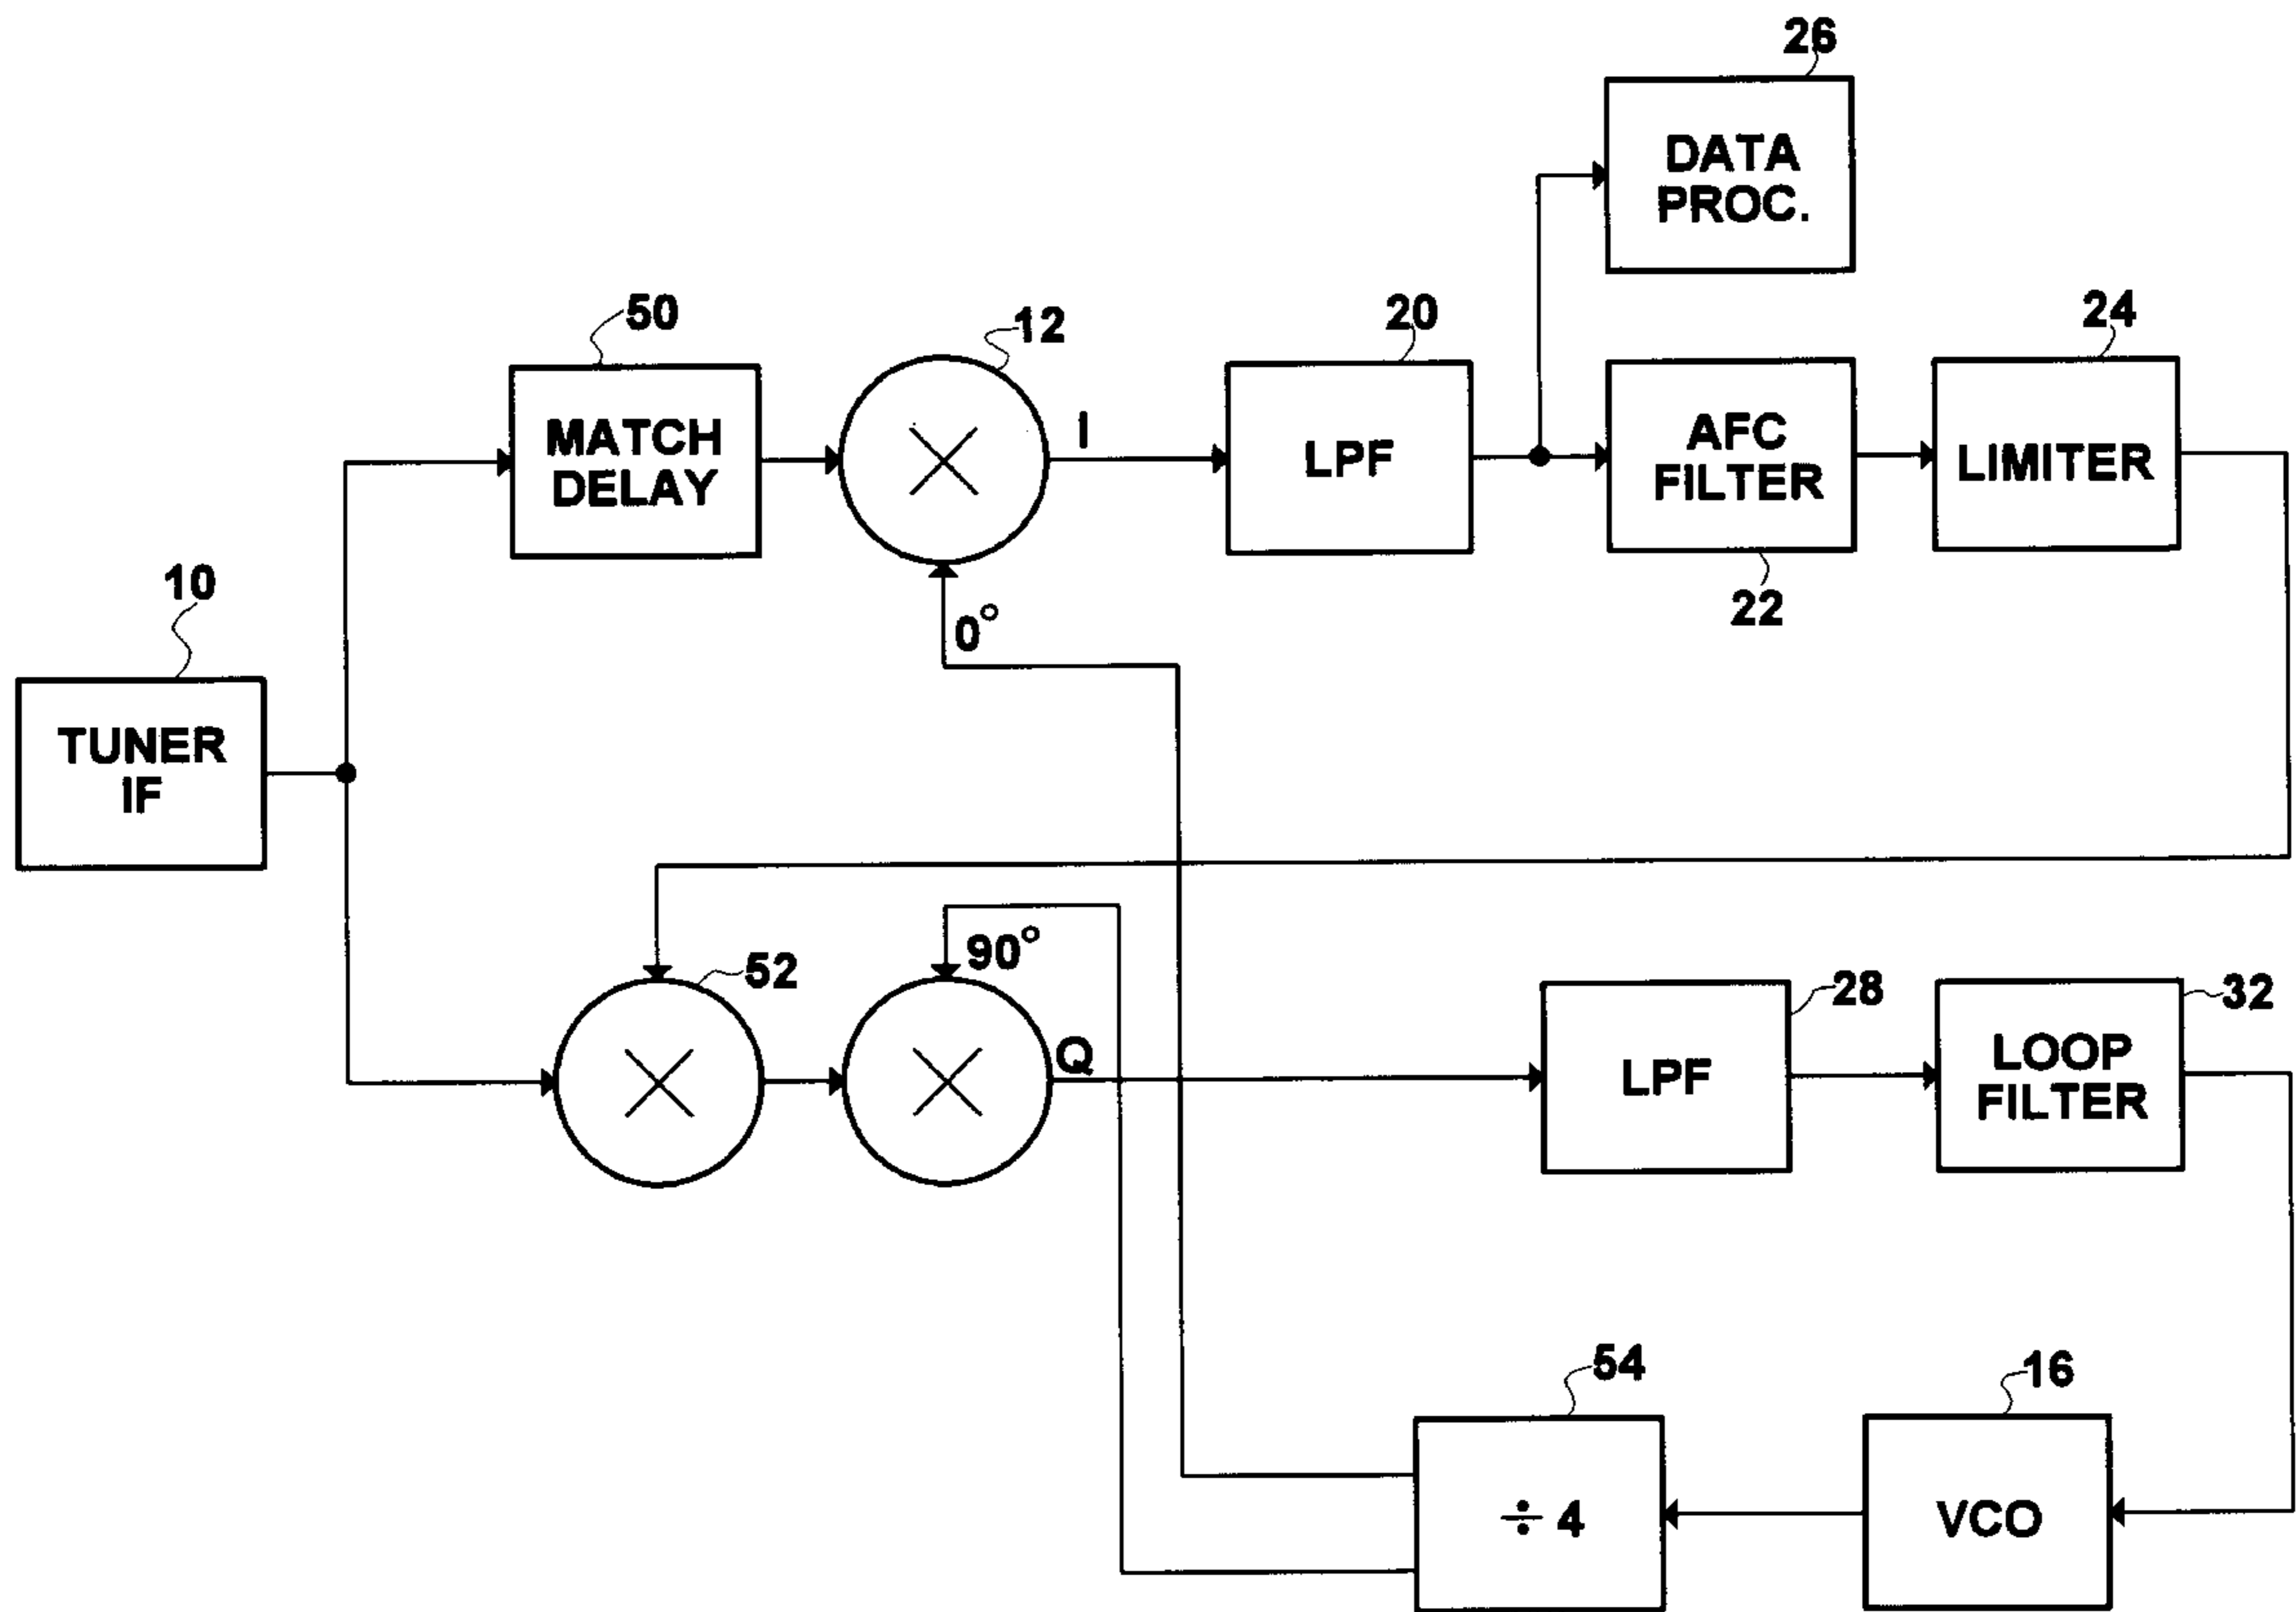 26
DATA
PROC.
50
12
20
24
MATCH
DELAY
I
LPF
AFC
FILTER
LIMITER
22
10
0°
TUNER
IF
52
90°
Q
28
32
LPF
LOOP
FILTER
54
16
÷ 4
VCO